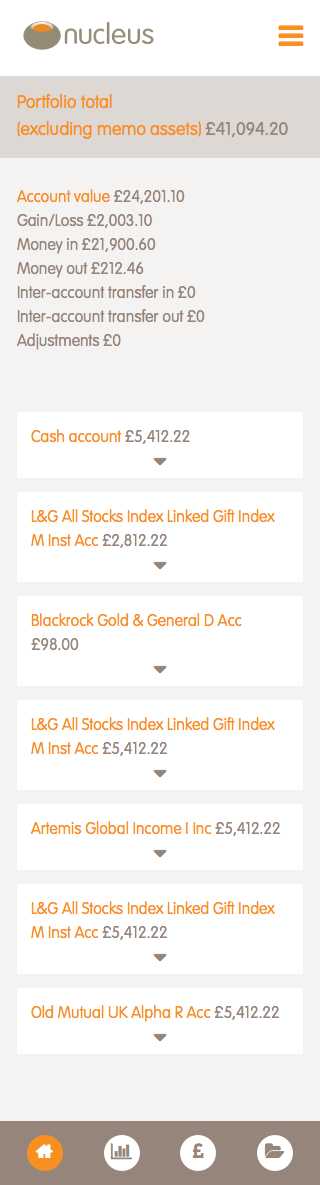 nucleus
Portfolio total
(excluding memo assets) £41,094.20
Account value £24,201.10
Gain/Loss £2,003.10
Money in £21,900.60
Money out £212.46
Inter-account transfer in £0
Inter-account transfer out £0
Adjustments £0
Cash account £5,412.22
L&G All Stocks Index Linked Gift Index
M Inst Acc £2,812.22
Blackrock Gold & General D Acc
£98.00
L&G All Stocks Index Linked Gift Index
M Inst Acc £5,412.22
Artemis Global Income I Inc £5,412.22
L&G All Stocks Index Linked Gift Index
M Inst Acc £5,412.22
Old Mutual UK Alpha R Acc £5,412.22
£